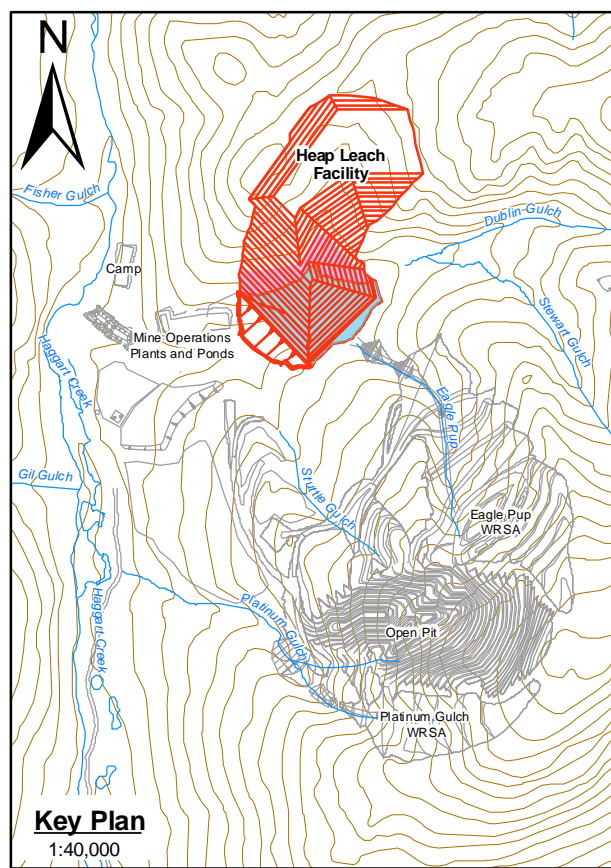 N
Heap Leach
Facility
Fisher Gulch
Dublin Gulch
Camp
Stewart Gulch
Mine Operations
Plants and Ponds
Haggart Creek
Eagle Pup
Gil Gulch
Stuttle Gulch
Eagle Pup
WRSA
Haggart Creek
Platinum Gulch
Open Pit
Platinum Gulch
WRSA
Key Plan
1:40,000